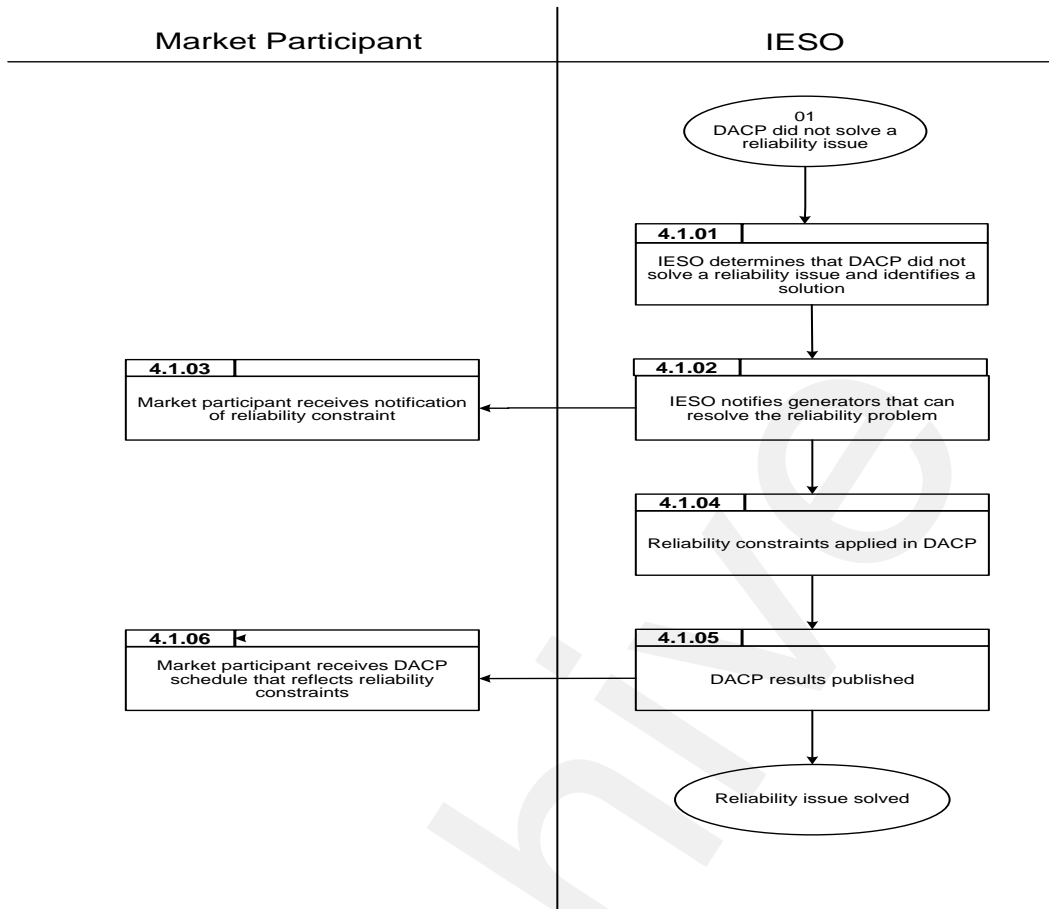 Market Participant
IESO
01
DACP did not solve a
reliability issue
4.1.01
IESO determines that DACP did not
solve a reliability issue and identifies a
solution
4.1.03
Market participant receives notification
of reliability constraint
4.1.02
IESO notifies generators that can
resolve the reliability problem
4.1.04
Reliability constraints applied in DACP
4.1.06
Market participant receives DACP
schedule that reflects reliability
constraints
4.1.05
DACP results published
Reliability issue solved
hive